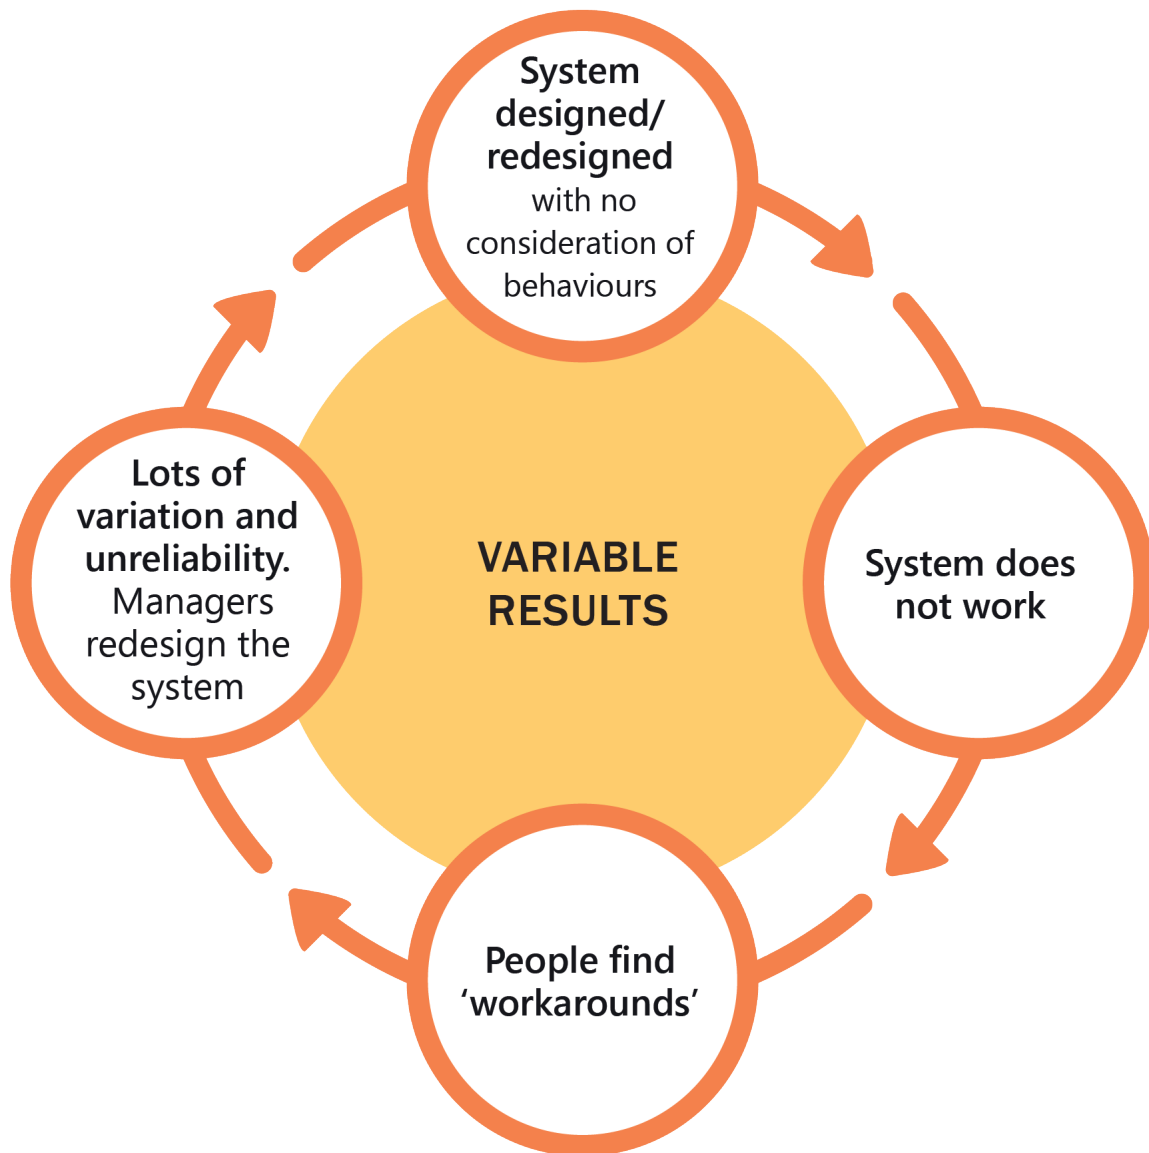 System
designed/
redesigned
with no
consideration of
behaviours
System does
not work
People find
‘workarounds’
Lots of
variation and
unreliability.
Managers
redesign the
system
VARIABLE
RESULTS